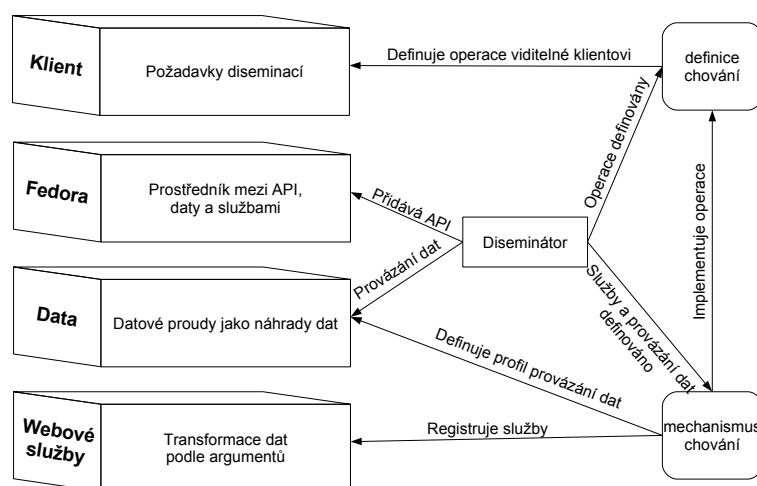 Klient
Požadavky diseminací
Definuje operace viditelné klientovi
definice
chování
Fedora
Prostředník mezi API,
daty a službami
Přidává API
Provázání dat
Diseminátor
Operace definovány
Implementuje operace
Služby a provázání dat
definováno
Data
Datové proudy jako náhrady dat
Definuje profil provázání dat
Webové
služby
Transformace dat
podle argumentů
Registruje služby
mechanismus
chování